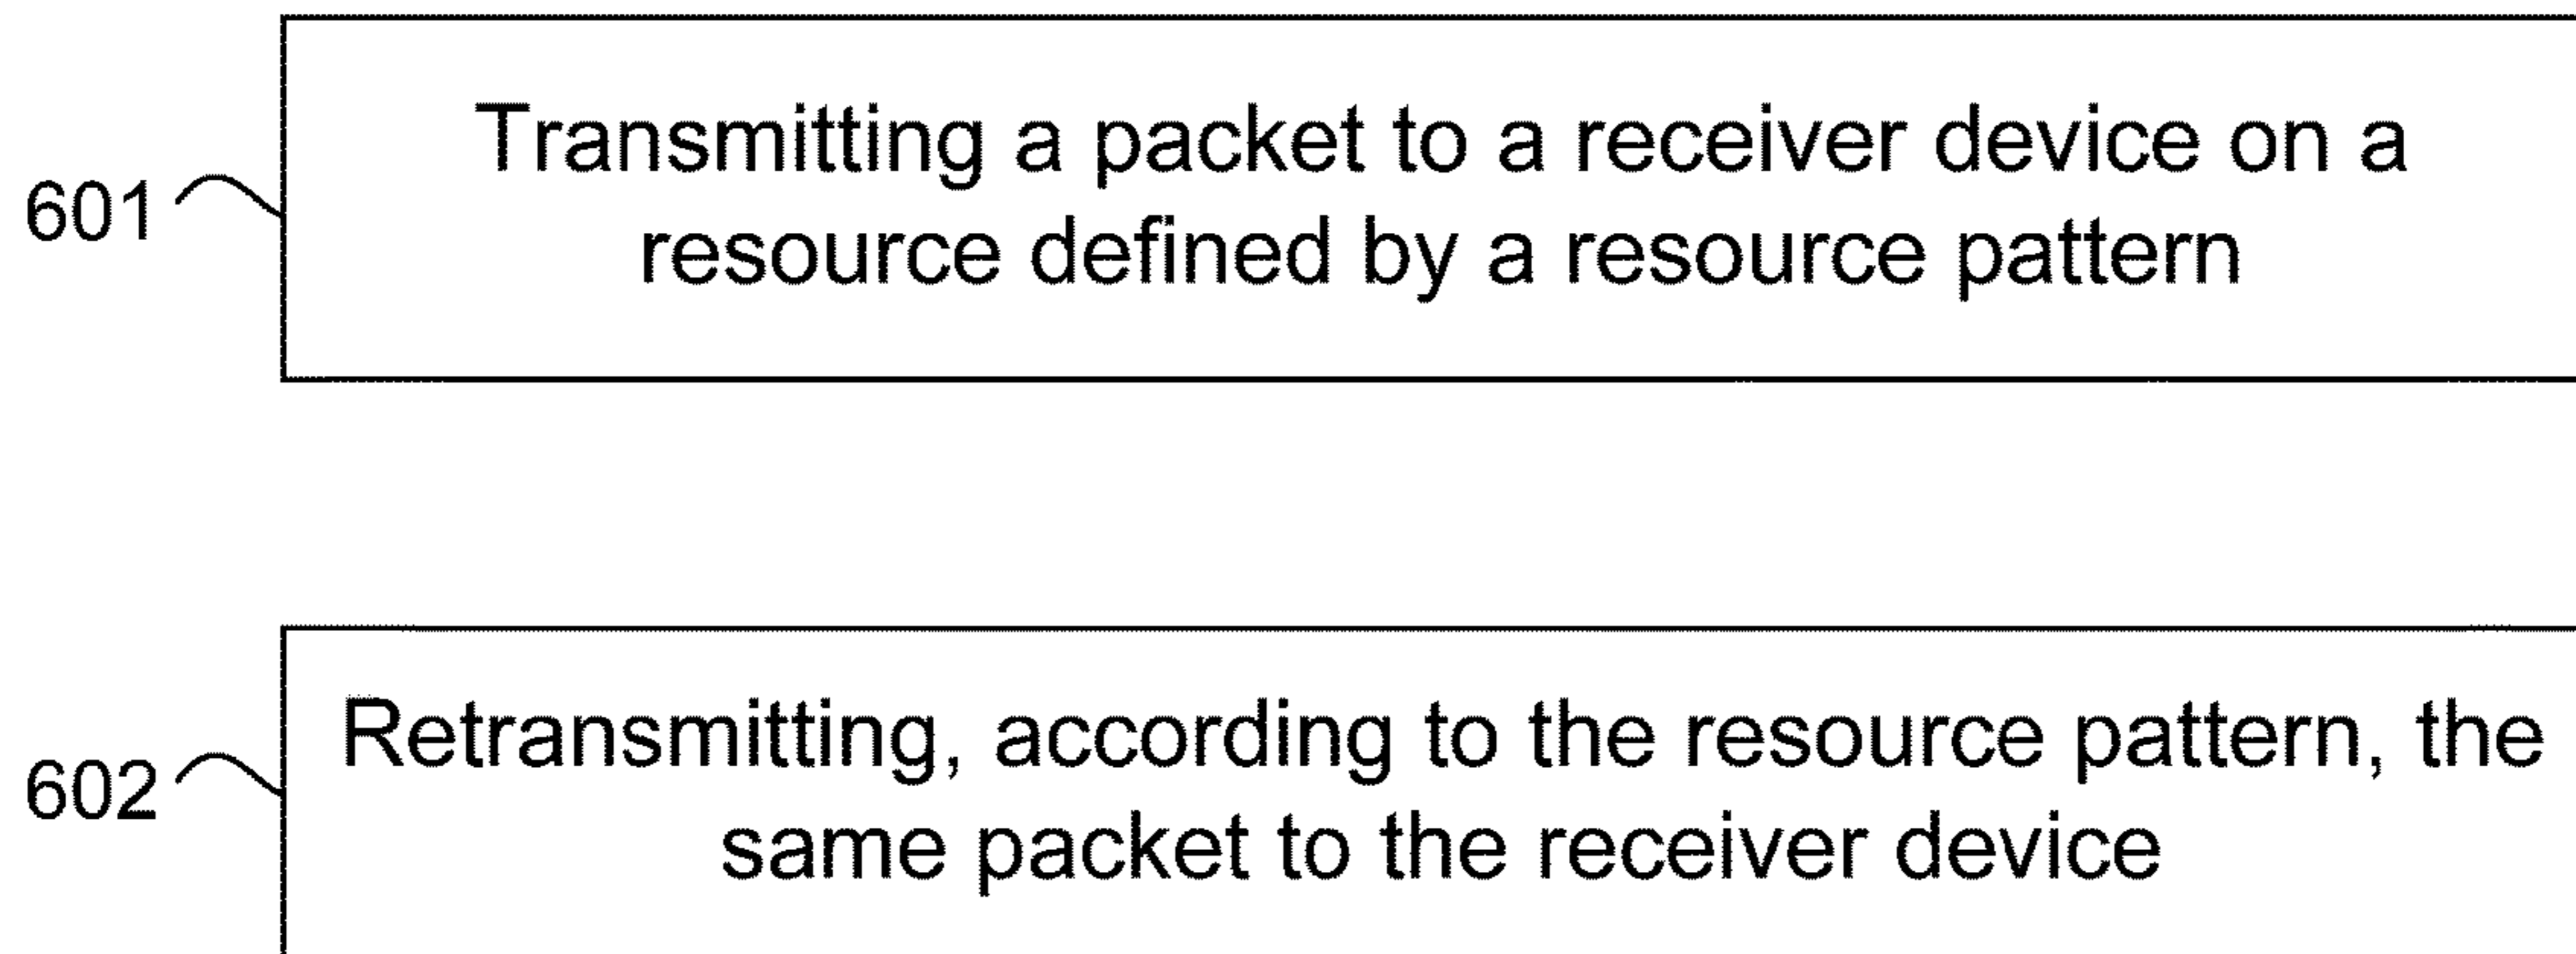 601
Transmitting a packet to a receiver device on a
resource defined by a resource pattern
602
Retransmitting, according to the resource pattern, the
same packet to the receiver device